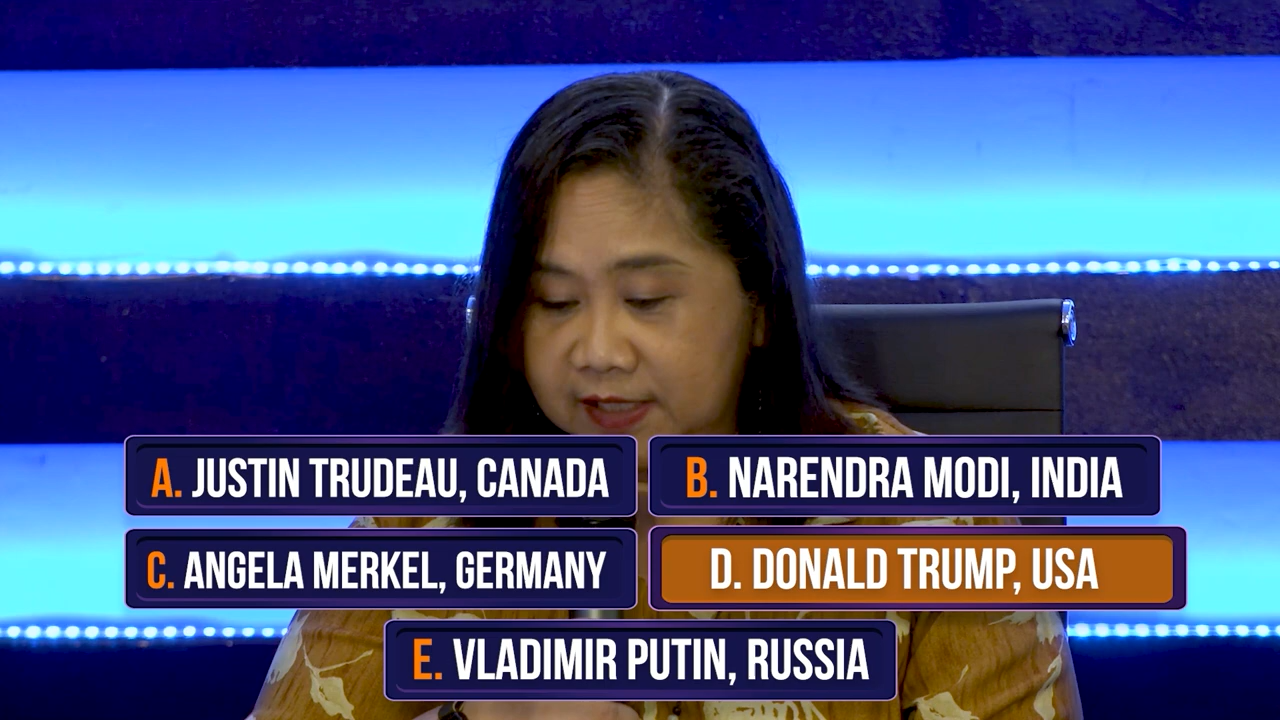 A. JUSTIN TRUDEAU, CANADA
B. NARENDRA MODI, INDIA
C. ANGELA MERKEL, GERMANY
D. DONALD TRUMP, USA
E. VLADIMIR PUTIN, RUSSIA